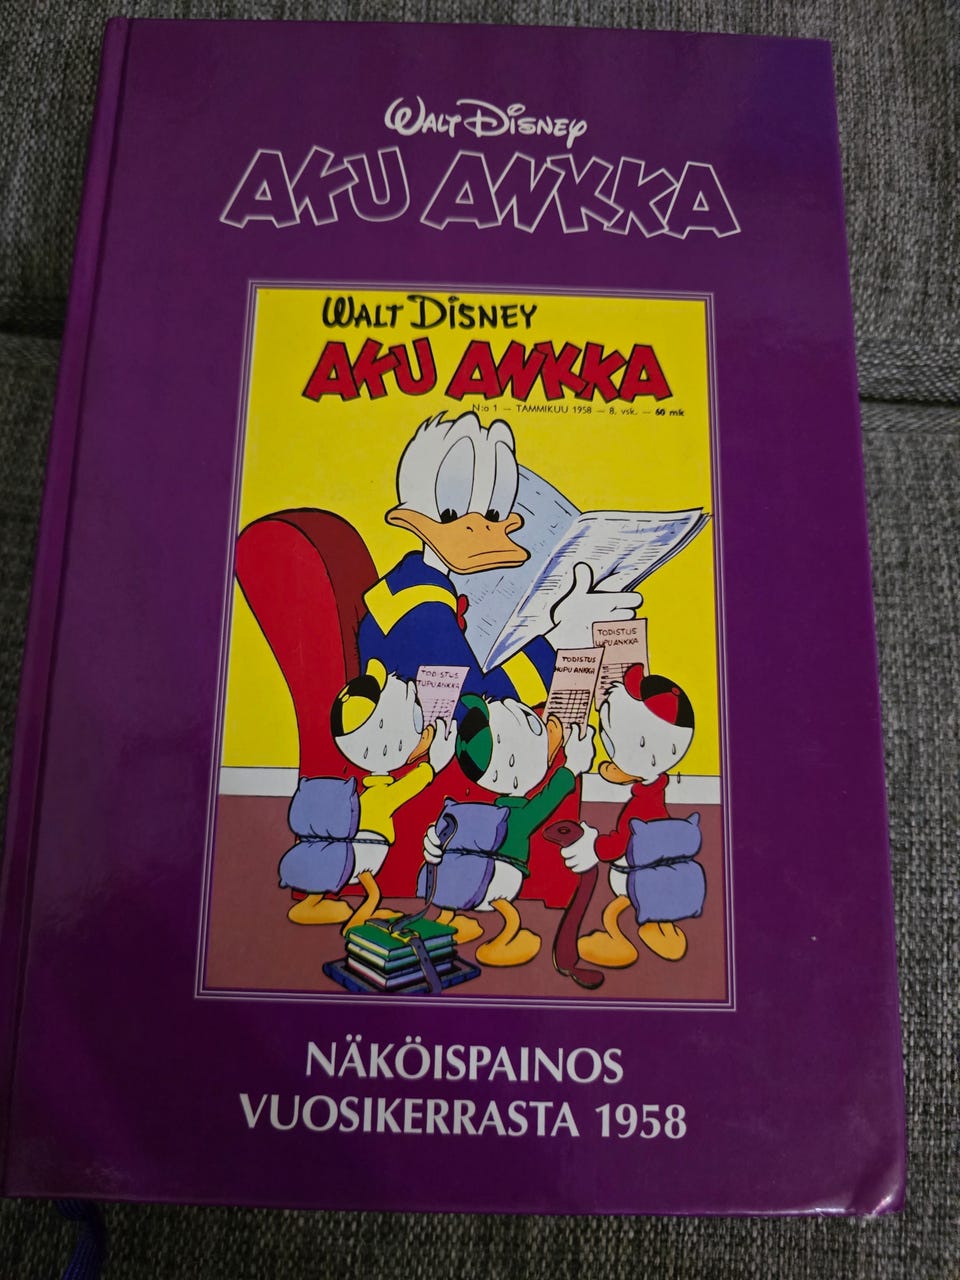 WALT DISNEY
AKU ANKKA
WALT DISNEY
AKU ANKKA
N:o 1 — TAMMIKUU 1958 — 8. vsk. — 60 mk
TODISTUS
LUPU ANKKA
TODISTUS
HUPU ANKKA
TODISTUS
TUPU ANKKA
NÄKÖISPAINOS
VUOSIKERRASTA 1958